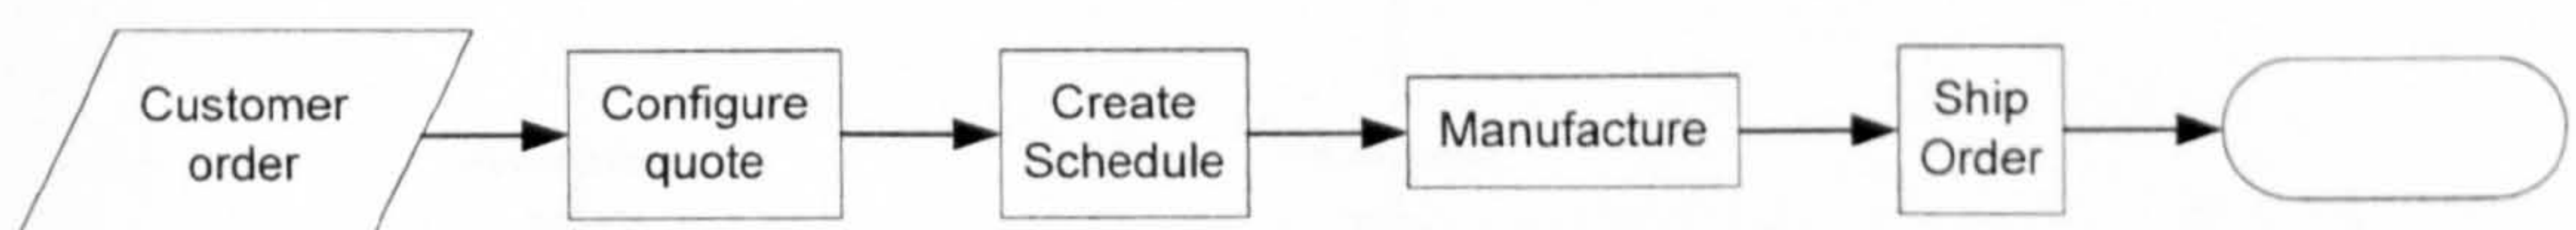 Customer
order
Configure
quote
Create
Schedule
Manufacture
Ship
Order